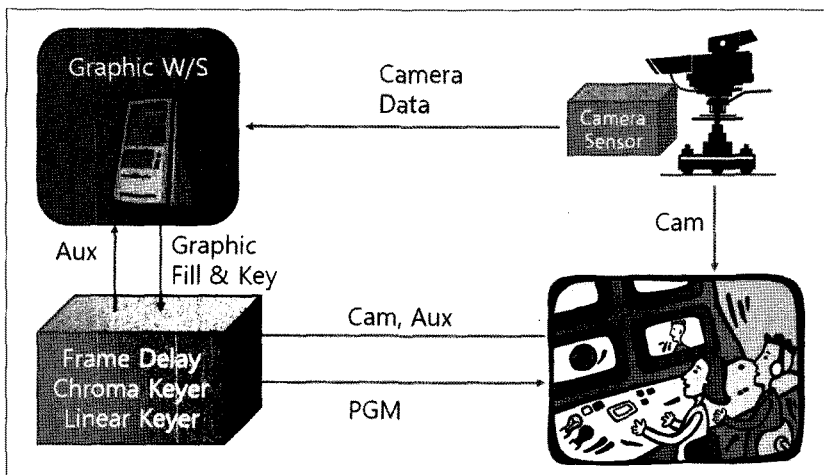 Graphic W/S
Camera
Data
Camera
Sensor
Cam
Aux
Graphic
Fill & Key
Cam, Aux
Frame Delay
Chroma Keyer
Linear Keyer
PGM